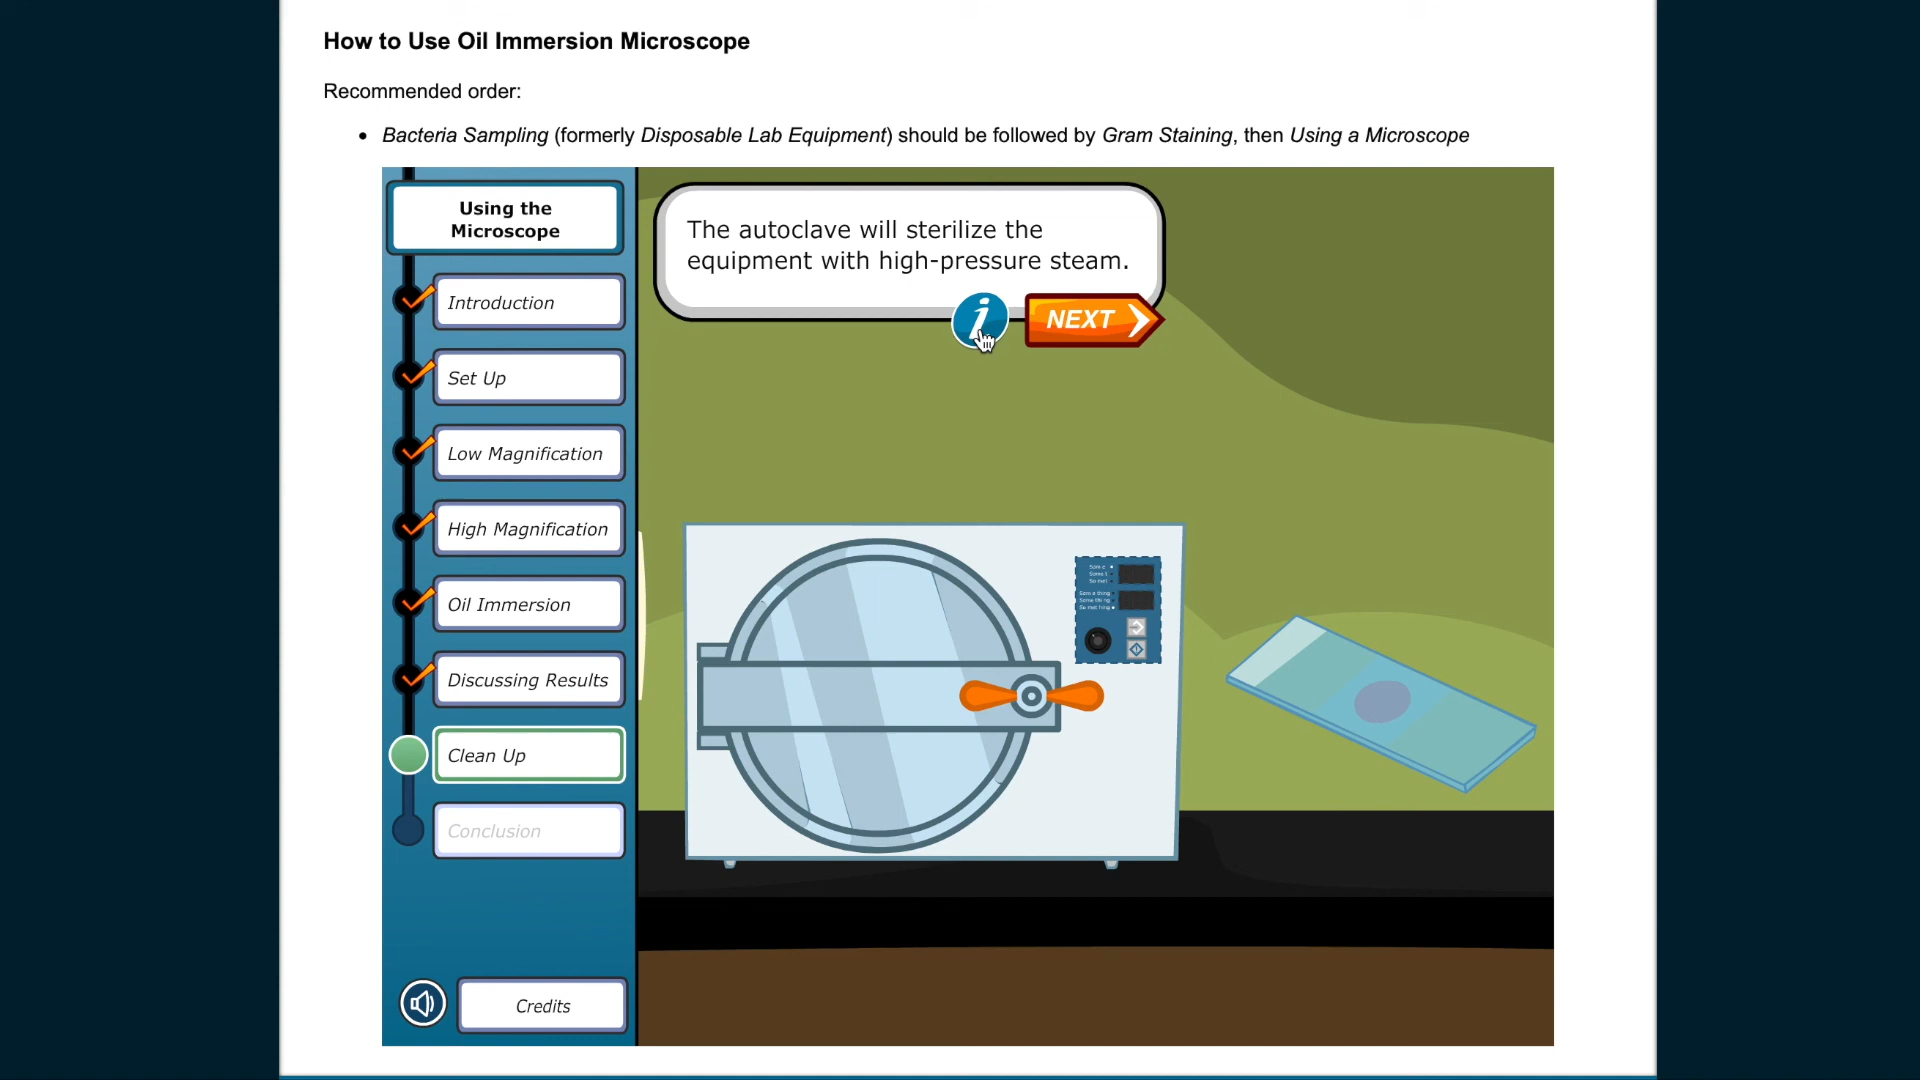 How to Use Oil Immersion Microscope
Recommended order:
• Bacteria Sampling (formerly Disposable Lab Equipment) should be followed by Gram Staining, then Using a Microscope
Using the
Microscope
Introduction
Set Up
Low Magnification
High Magnification
Oil Immersion
Discussing Results
Clean Up
Conclusion
Credits
The autoclave will sterilize the
equipment with high-pressure steam.
i
NEXT